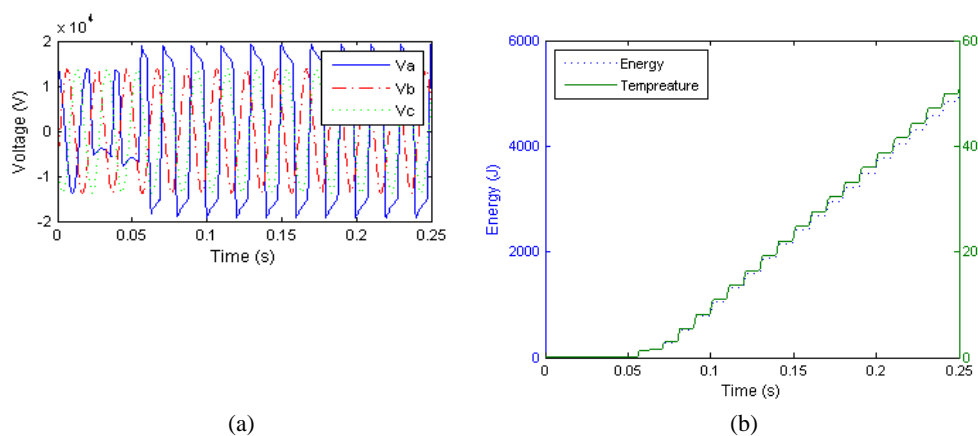 × 10⁴
2
1
0
-1
-2
Voltage (V)
Va
Vb
Vc
0 0.05 0.1 0.15 0.2 0.25
Time (s)
(a)
6000
4000
2000
0
Energy (J)
Energy
Tempreature
60
40
20
0
0 0.05 0.1 0.15 0.2 0.25
Time (s)
(b)